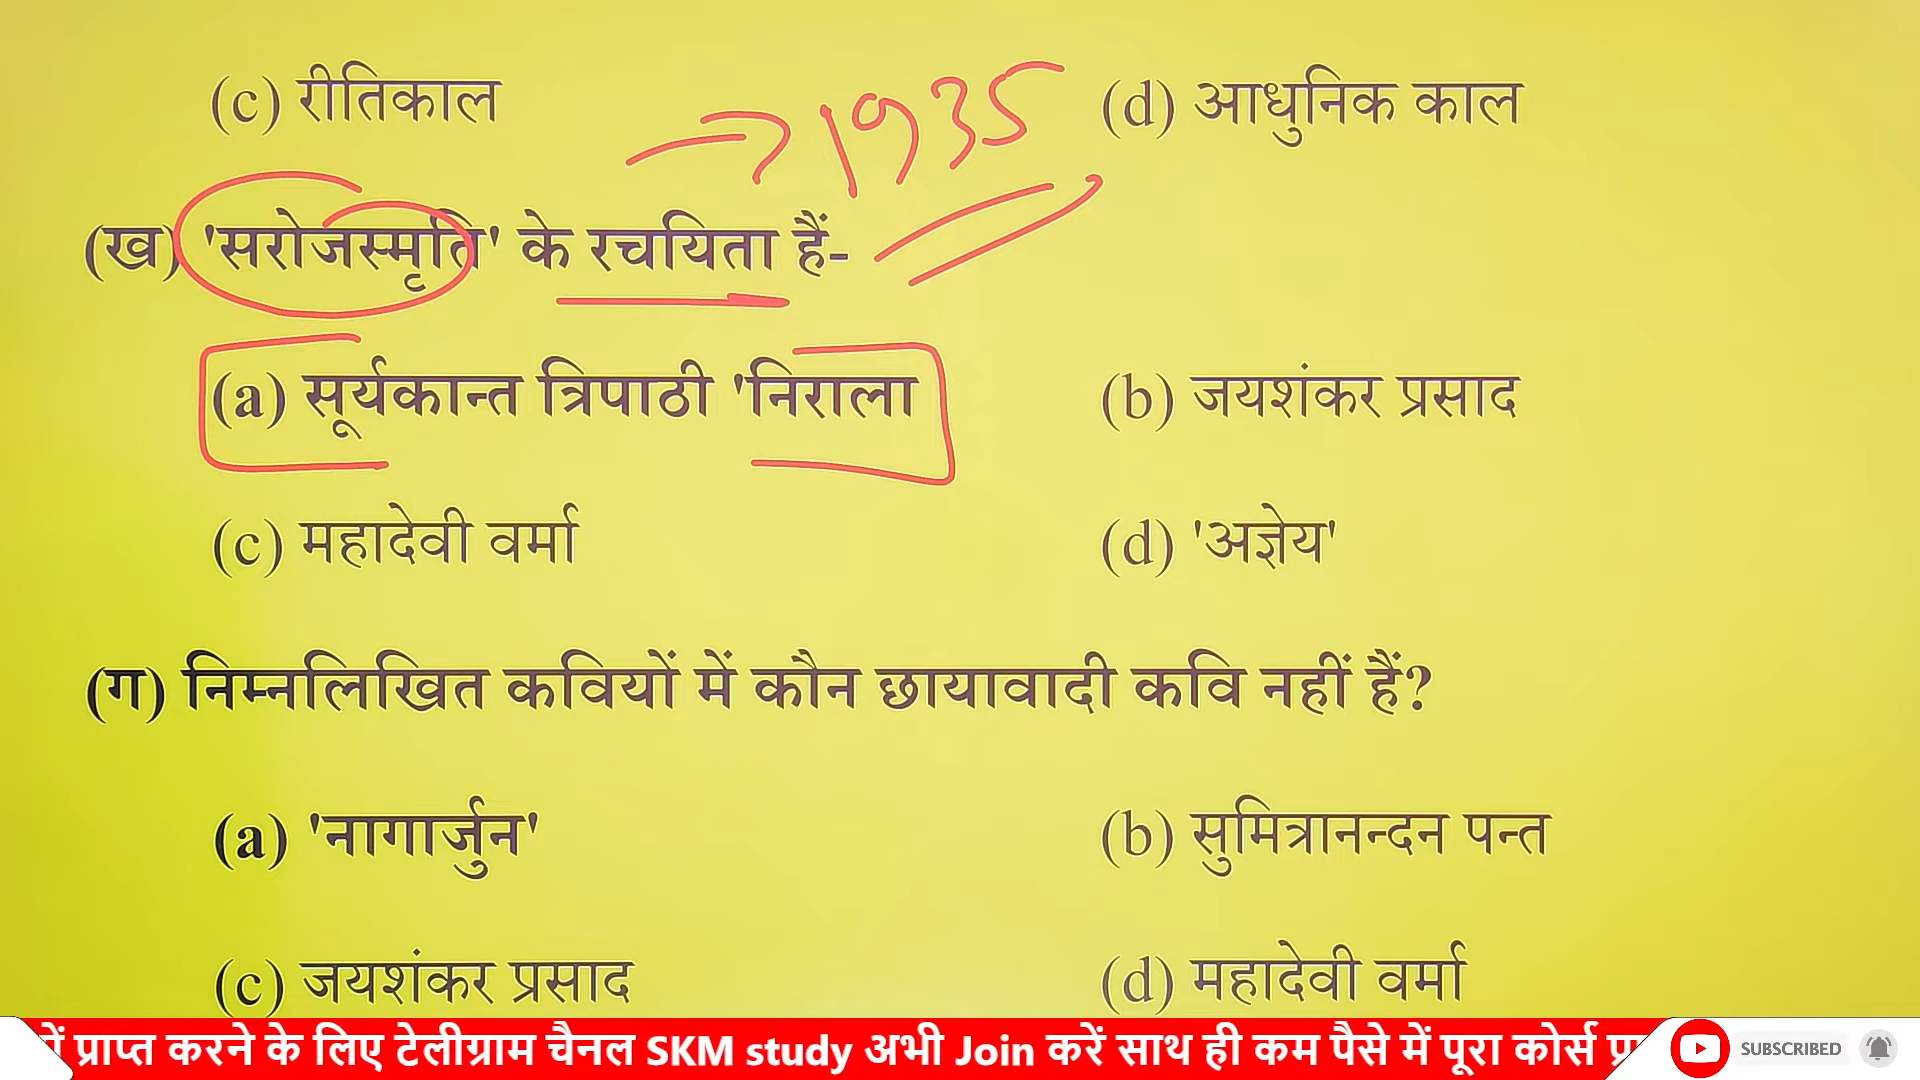 (c) रीतिकाल (d) आधुनिक काल
→ 1935
(ख) 'सरोजस्मृति' के रचयिता हैं-
(a) सूर्यकान्त त्रिपाठी 'निराला (b) जयशंकर प्रसाद
(c) महादेवी वर्मा (d) 'अज्ञेय'
(ग) निम्नलिखित कवियों में कौन छायावादी कवि नहीं हैं?
(a) 'नागार्जुन' (b) सुमित्रानन्दन पन्त
(c) जयशंकर प्रसाद (d) महादेवी वर्मा
प्राप्त करने के लिए टेलीग्राम चैनल SKM study अभी Join करें साथ ही कम पैसे में पूरा कोर्स
SUBSCRIBED